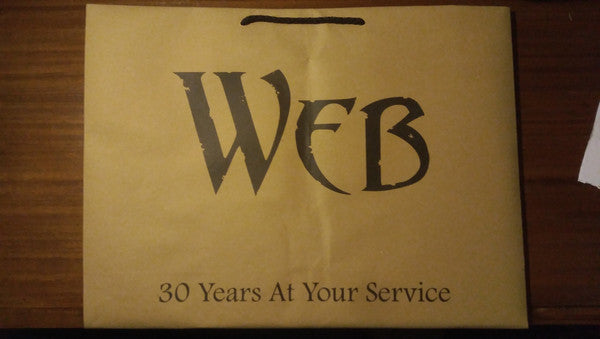 WEB
30 Years At Your Service